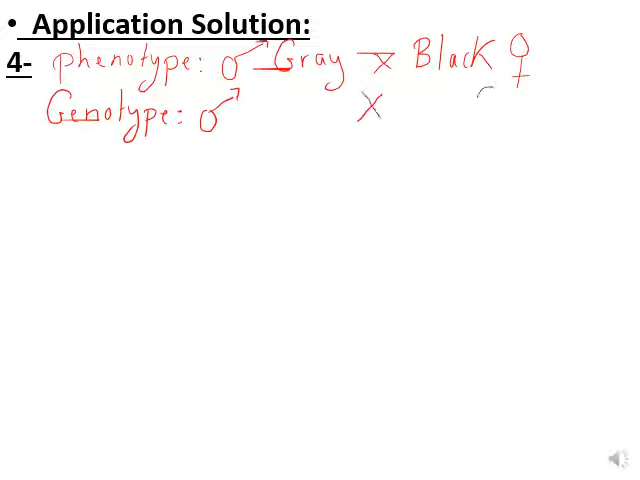 • Application Solution:
4- Phenotype: ♂ Gray x Black ♀
Genotype: ♂ X